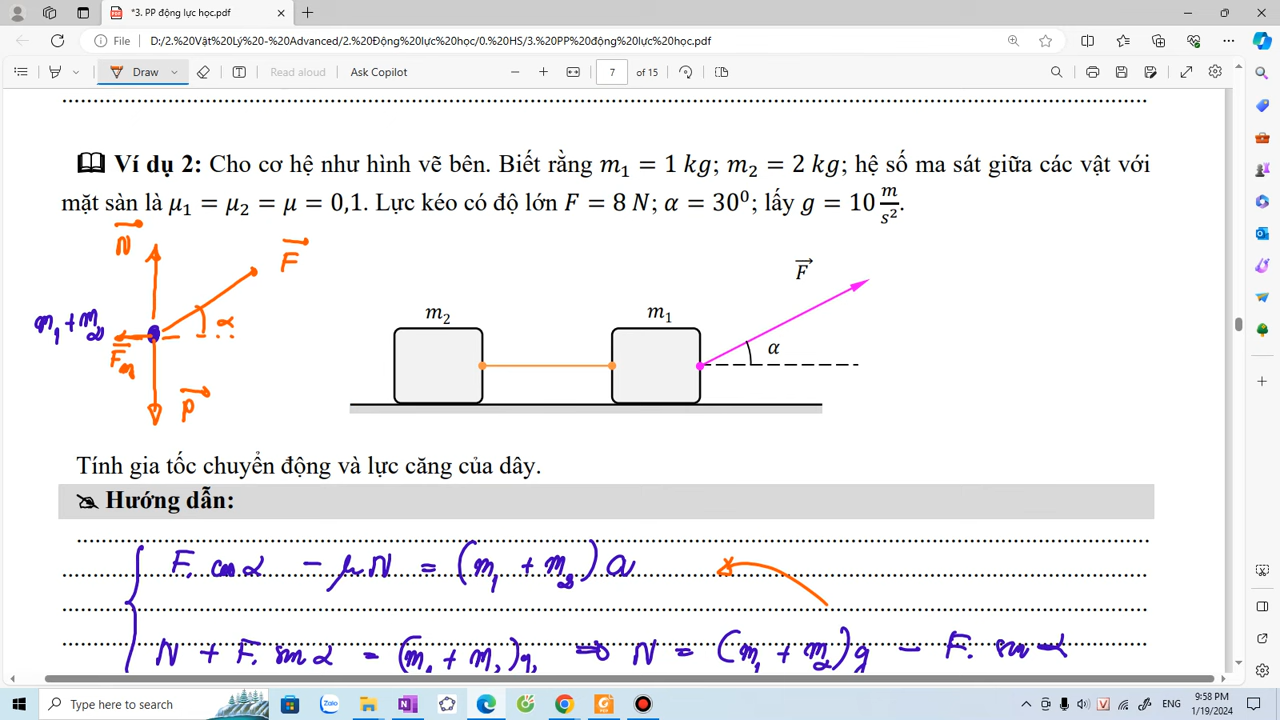 *3. PP động lực học.pdf
File D:/2.%20Vật%20Lý%20-%20Advanced/2.%20Động%20lực%20học/0.%20HS/3.%20PP%20động%20lực%20học.pdf
Draw Read aloud Ask Copilot 7 of 15
Ví dụ 2: Cho cơ hệ như hình vẽ bên. Biết rằng m₁ = 1 kg; m₂ = 2 kg; hệ số ma sát giữa các vật với
mặt sàn là μ₁ = μ₂ = μ = 0,1. Lực kéo có độ lớn F = 8 N; α = 30⁰; lấy g = 10 m/s².
N
F
F
m₂
m₁
m₁ + m₂
α
α
P
Tính gia tốc chuyển động và lực căng của dây.
Hướng dẫn:
F. cosα - μN = (m₁ + m₂) a
N + F. sinα = (m₁ + m₂)g ⇒ N = (m₁ + m₂)g - F. sin α
Type here to search
Zalo
N
V
ENG
9:58 PM
1/19/2024